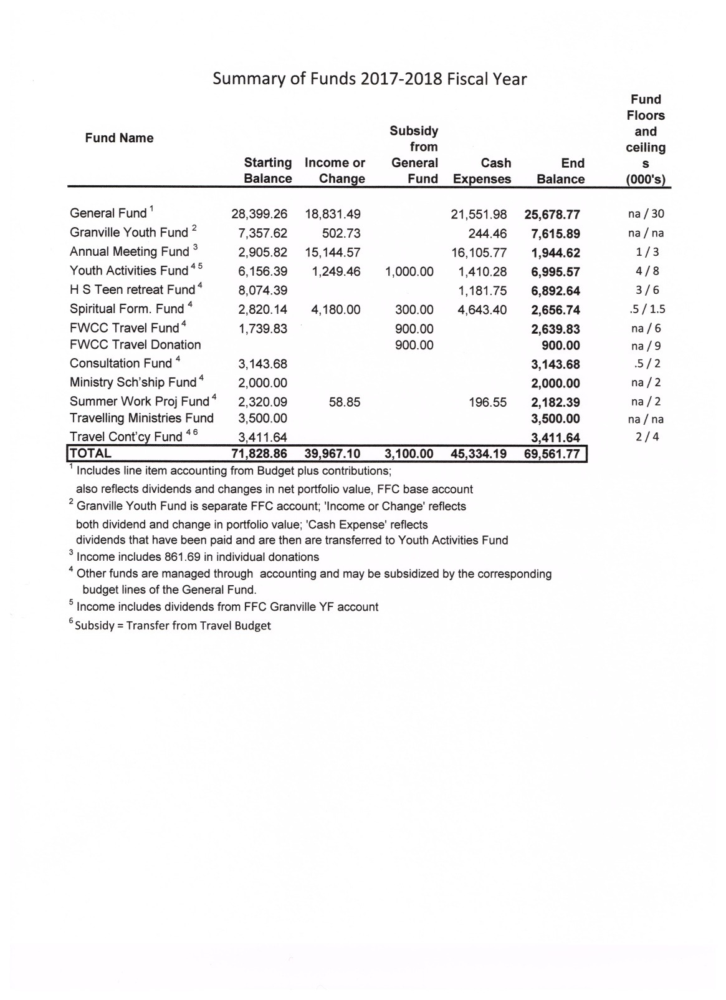 Summary of Funds 2017-2018 Fiscal Year
Fund Name Starting Balance Income or Change Subsidy from General Fund Cash Expenses End Balance Fund Floors and ceiling s (000's)
General Fund 1 28,399.26 18,831.49 21,551.98 25,678.77 na / 30
Granville Youth Fund 2 7,357.62 502.73 244.46 7,615.89 na / na
Annual Meeting Fund 3 2,905.82 15,144.57 16,105.77 1,944.62 1 / 3
Youth Activities Fund 4 5 6,156.39 1,249.46 1,000.00 1,410.28 6,995.57 4 / 8
H S Teen retreat Fund 4 8,074.39 1,181.75 6,892.64 3 / 6
Spiritual Form. Fund 4 2,820.14 4,180.00 300.00 4,643.40 2,656.74 .5 / 1.5
FWCC Travel Fund 4 1,739.83 900.00 2,639.83 na / 6
FWCC Travel Donation 900.00 900.00 na / 9
Consultation Fund 4 3,143.68 3,143.68 .5 / 2
Ministry Sch'ship Fund 4 2,000.00 2,000.00 na / 2
Summer Work Proj Fund 4 2,320.09 58.85 196.55 2,182.39 na / 2
Travelling Ministries Fund 3,500.00 3,500.00 na / na
Travel Cont'cy Fund 4 6 3,411.64 3,411.64 2 / 4
TOTAL 71,828.86 39,967.10 3,100.00 45,334.19 69,561.77
1 Includes line item accounting from Budget plus contributions;
also reflects dividends and changes in net portfolio value, FFC base account
2 Granville Youth Fund is separate FFC account; 'Income or Change' reflects
both dividend and change in portfolio value; 'Cash Expense' reflects
dividends that have been paid and are then are transferred to Youth Activities Fund
3 Income includes 861.69 in individual donations
4 Other funds are managed through accounting and may be subsidized by the corresponding
budget lines of the General Fund.
5 Income includes dividends from FFC Granville YF account
6 Subsidy = Transfer from Travel Budget